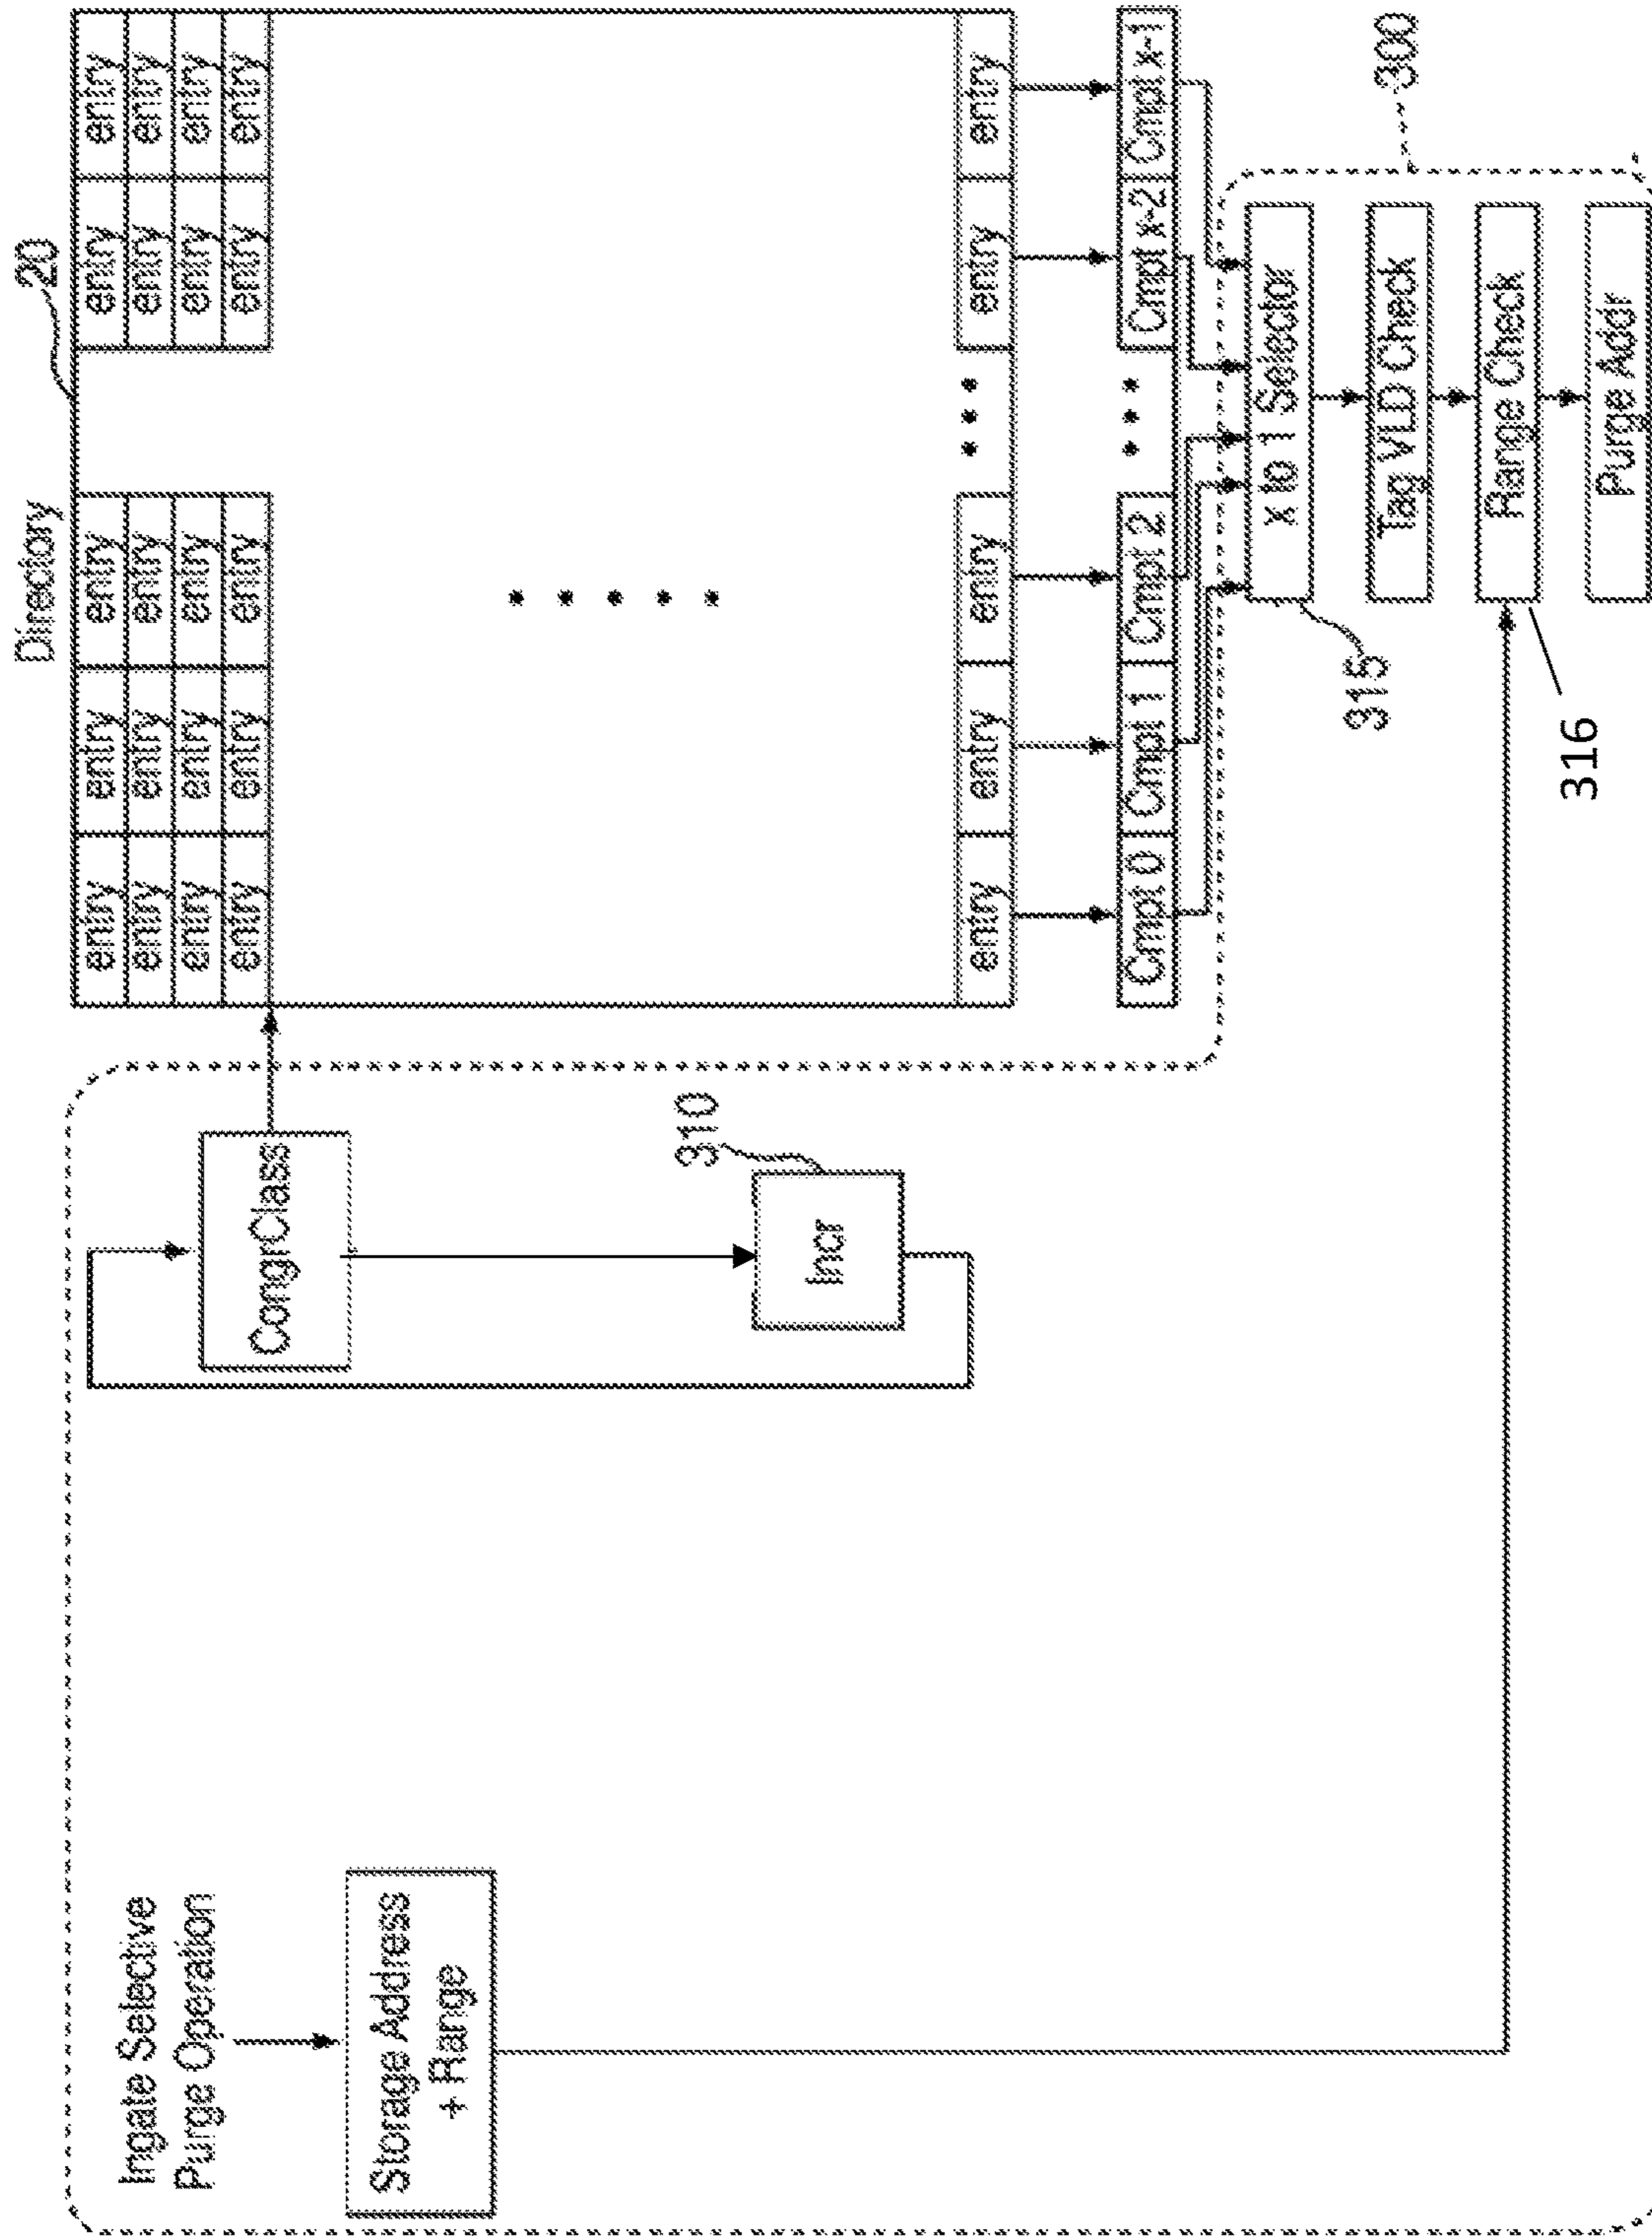 Directory
20
Ingate Selective
Purge Operation
Storage Address
+ Range
CongrClass
310
Incr
entry entry entry entry entry
entry entry entry entry entry
entry entry entry entry entry
entry entry entry entry entry
entry entry entry entry entry
Cmpt 0 Cmpt 1 Cmpt 2 Cmpt x-2 Cmpt x-1
x to 1 Selector
315
Tag VLD Check
300
Range Check
316
Purge Addr